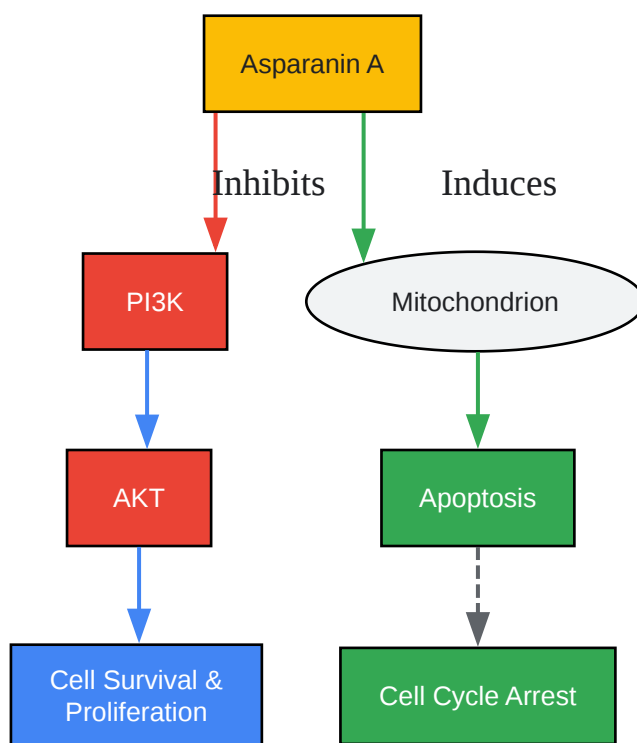 Asparanin A
Inhibits
Induces
PI3K
Mitochondrion
AKT
Apoptosis
Cell Survival &
Proliferation
Cell Cycle Arrest